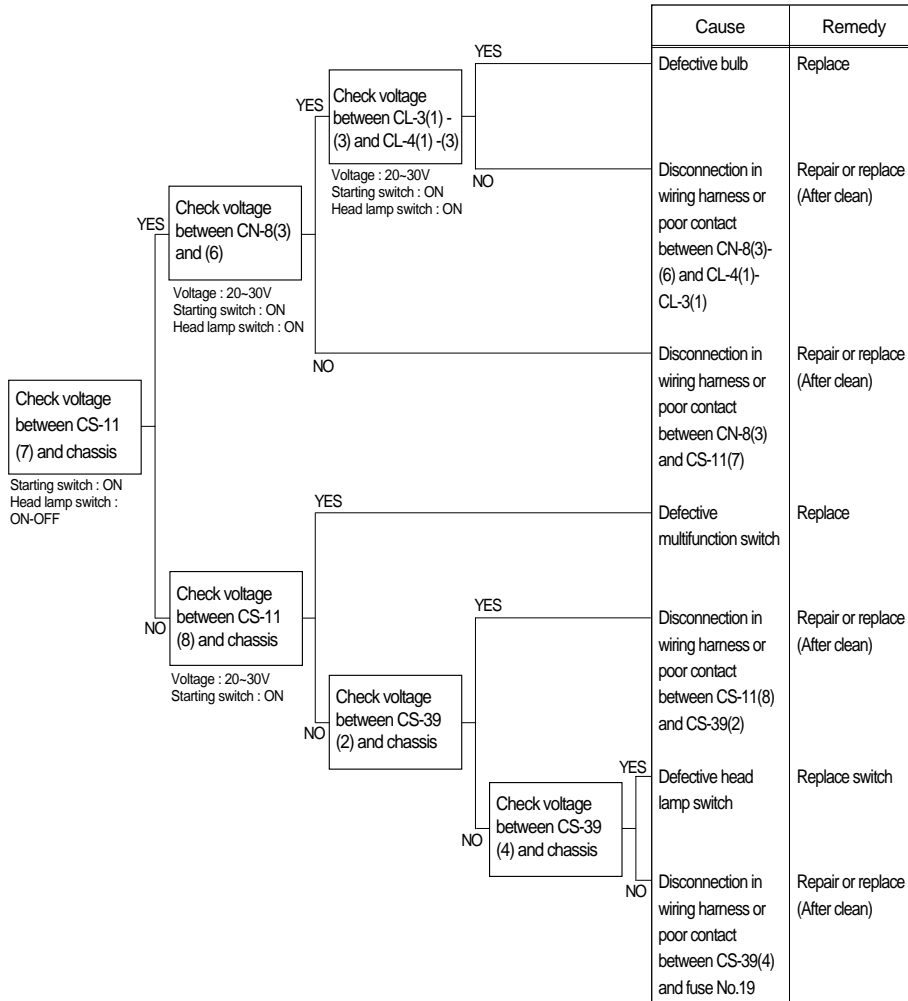 Cause
Remedy
YES
Defective bulb
Replace
YES
Check voltage
between CL-3(1) -
(3) and CL-4(1) -(3)
Voltage : 20~30V
Starting switch : ON
Head lamp switch : ON
NO
Disconnection in
wiring harness or
poor contact
between CN-8(3)-
(6) and CL-4(1)-
CL-3(1)
Repair or replace
(After clean)
YES
Check voltage
between CN-8(3)
and (6)
Voltage : 20~30V
Starting switch : ON
Head lamp switch : ON
NO
Disconnection in
wiring harness or
poor contact
between CN-8(3)
and CS-11(7)
Repair or replace
(After clean)
Check voltage
between CS-11
(7) and chassis
Starting switch : ON
Head lamp switch :
ON-OFF
YES
Defective
multifunction switch
Replace
NO
Check voltage
between CS-11
(8) and chassis
Voltage : 20~30V
Starting switch : ON
YES
Disconnection in
wiring harness or
poor contact
between CS-11(8)
and CS-39(2)
Repair or replace
(After clean)
NO
Check voltage
between CS-39
(2) and chassis
YES
Defective head
lamp switch
Replace switch
NO
Check voltage
between CS-39
(4) and chassis
NO
Disconnection in
wiring harness or
poor contact
between CS-39(4)
and fuse No.19
Repair or replace
(After clean)